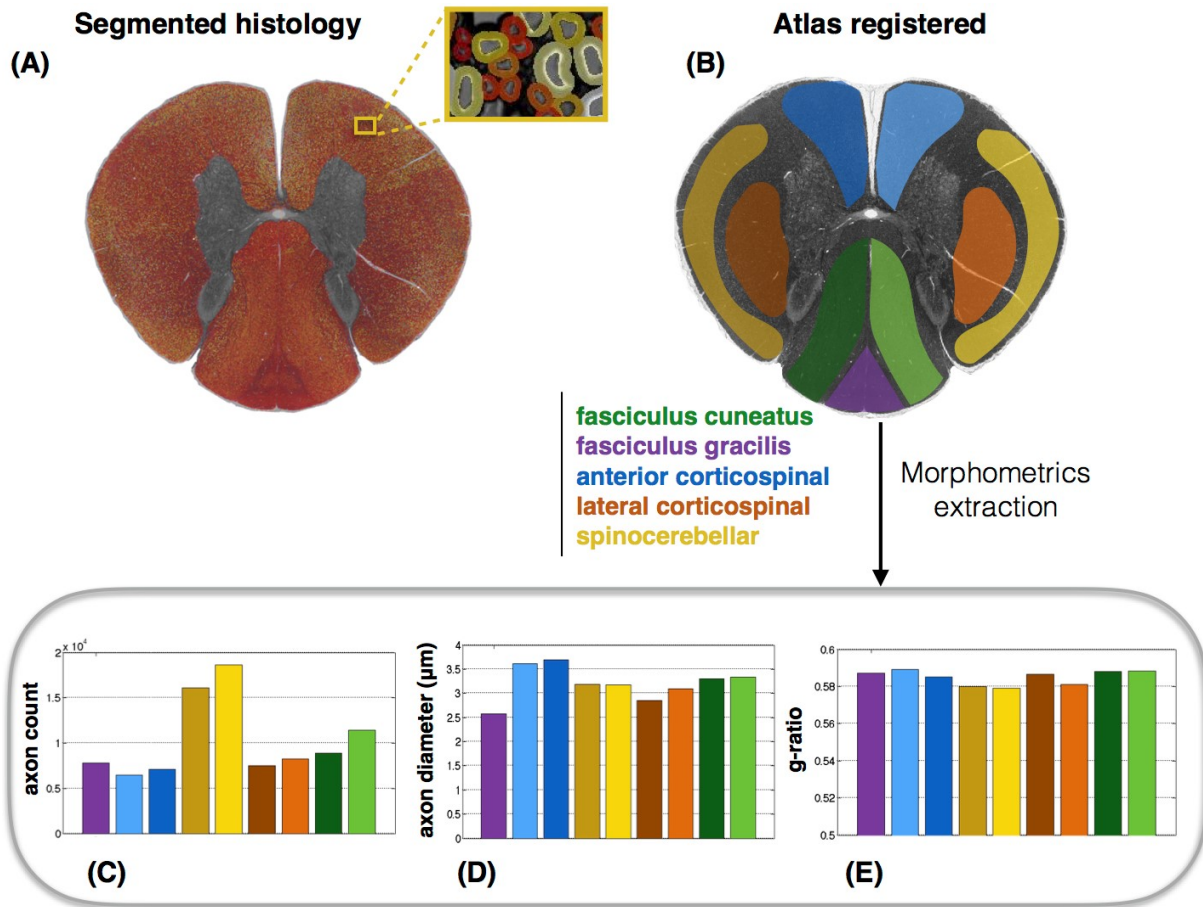 Segmented histology
Atlas registered
(A)
(B)
fasciculus cuneatus
fasciculus gracilis
anterior corticospinal
lateral corticospinal
spinocerebellar
Morphometrics
extraction
axon count
x 10⁴
2
1.5
1
0.5
0
(C)
axon diameter (µm)
4
3.5
3
2.5
2
1.5
1
0.5
0
(D)
g-ratio
0.6
0.58
0.56
0.54
0.52
0.5
(E)